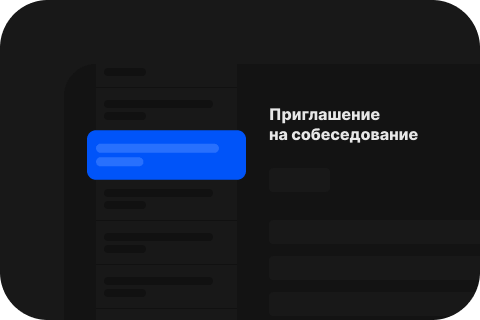 Приглашение
на собеседование